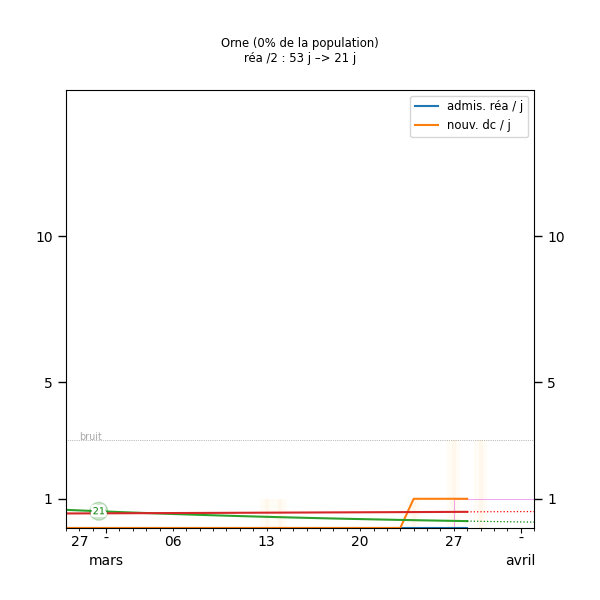 Orne (0% de la population)
réa /2 : 53 j –> 21 j
admis. réa / j
nouv. dc / j
10 10
5 5
bruit
1 1
21
27 - 06 13 20 27 -
mars avril